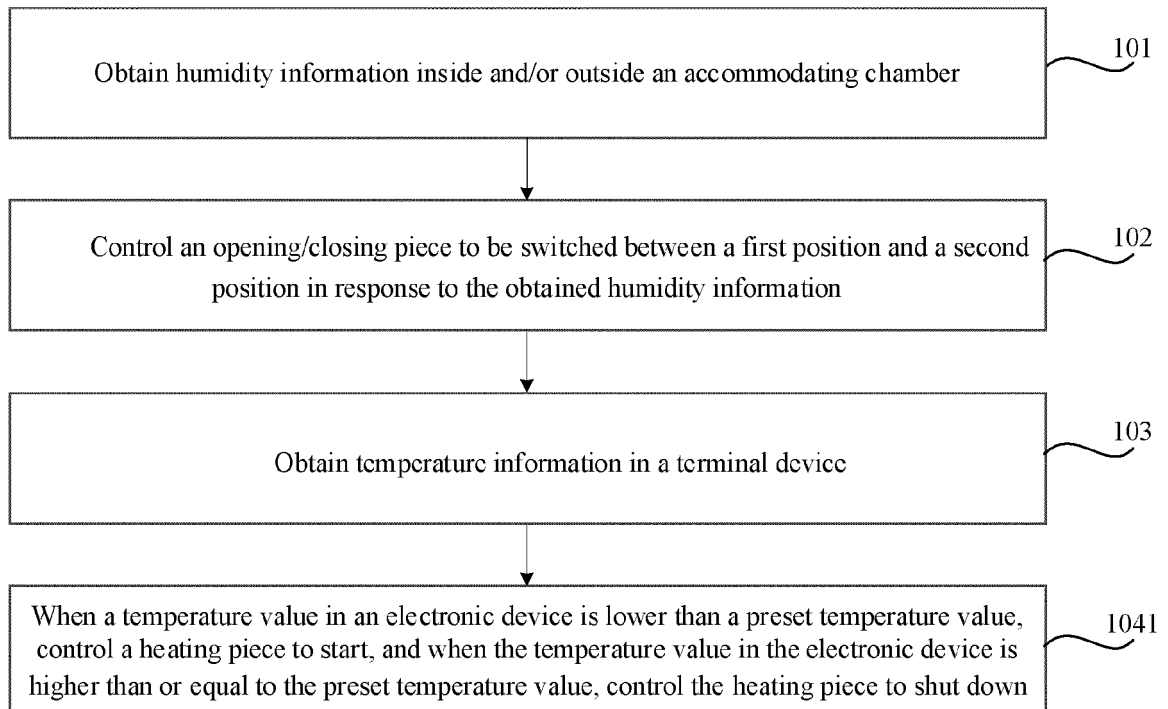 Obtain humidity information inside and/or outside an accommodating chamber
101
Control an opening/closing piece to be switched between a first position and a second
position in response to the obtained humidity information
102
Obtain temperature information in a terminal device
103
When a temperature value in an electronic device is lower than a preset temperature value,
control a heating piece to start, and when the temperature value in the electronic device is
higher than or equal to the preset temperature value, control the heating piece to shut down
1041